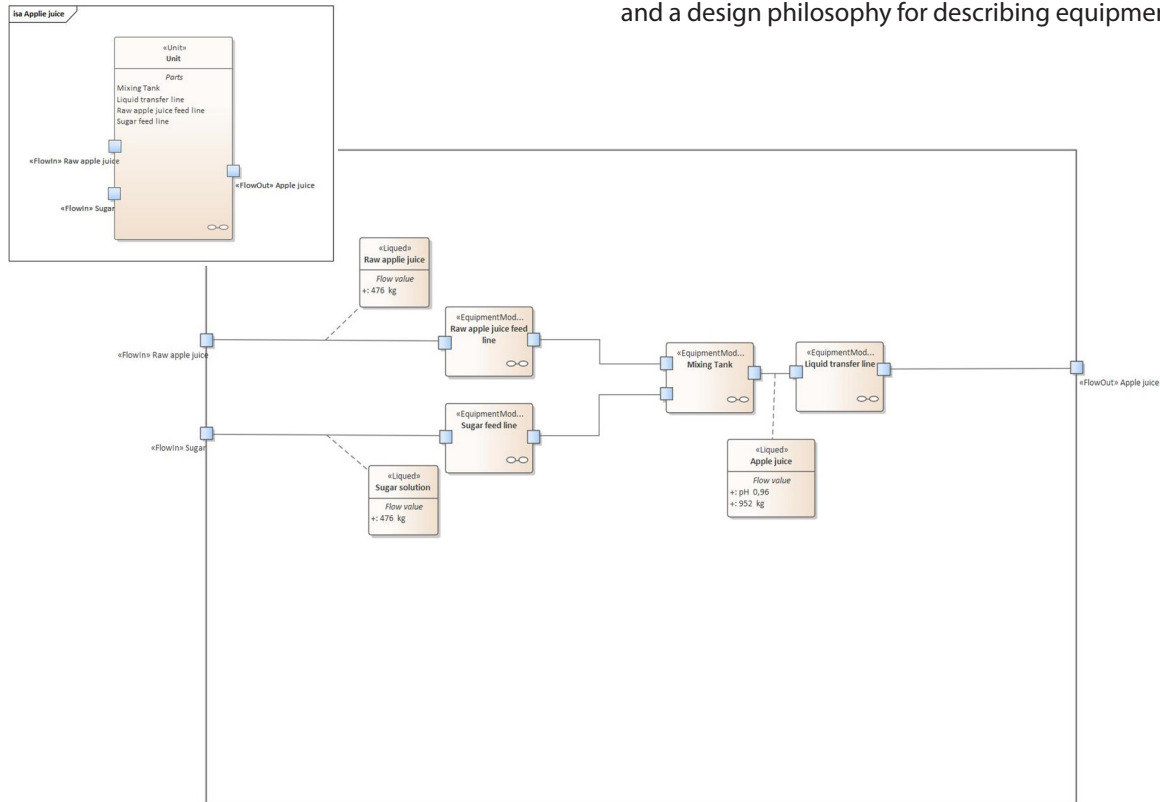 and a design philosophy for describing equipmen
isa Applie juice
«Unit»
Unit
Parts
Mixing Tank
Liquid transfer line
Raw apple juice feed line
Sugar feed line
«FlowIn» Raw apple juice
«FlowIn» Sugar
«FlowOut» Apple juice
«Liqued»
Raw applie juice
Flow value
+: 476 kg
«FlowIn» Raw apple juice
«EquipmentMod...
Raw apple juice feed
line
«EquipmentMod...
Mixing Tank
«EquipmentMod...
Liquid transfer line
«FlowOut» Apple juice
«FlowIn» Sugar
«EquipmentMod...
Sugar feed line
«Liqued»
Sugar solution
Flow value
+: 476 kg
«Liqued»
Apple juice
Flow value
+: pH 0,96
+: 952 kg